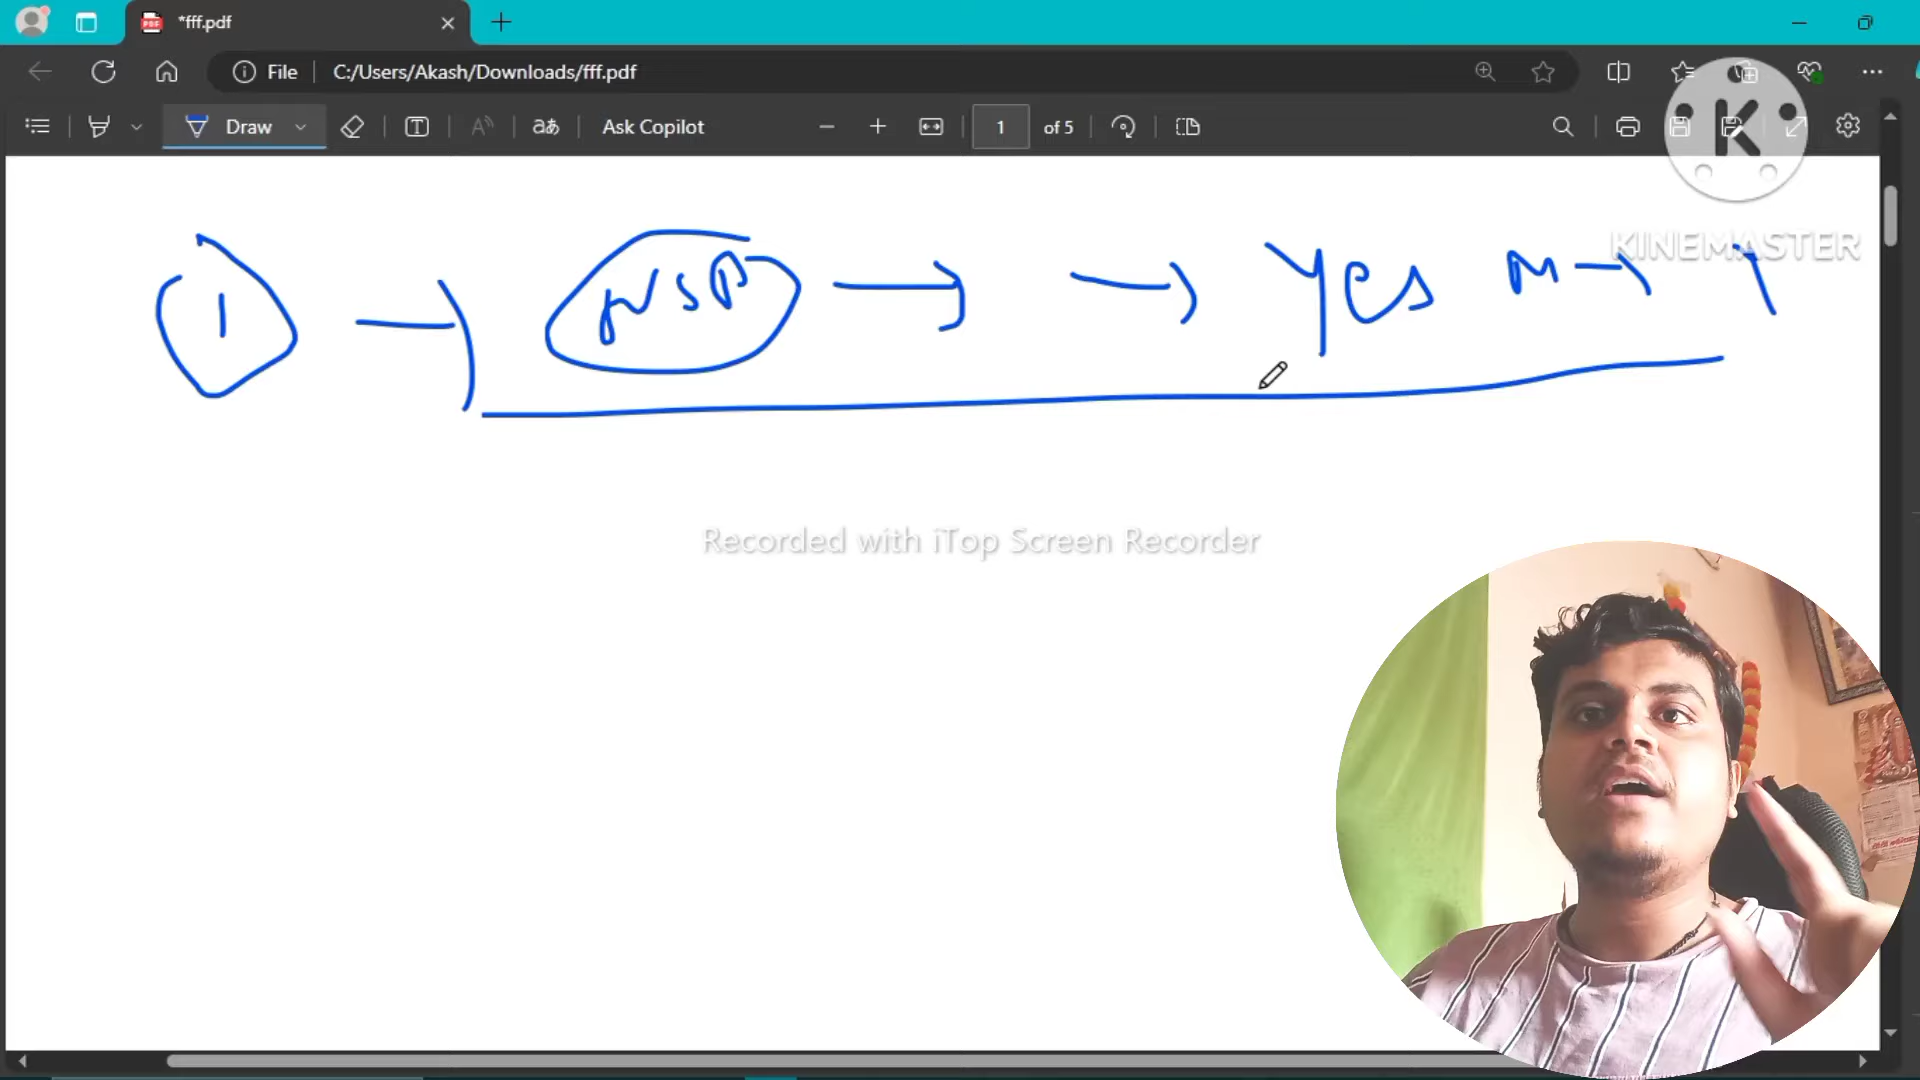 *fff.pdf
File C:/Users/Akash/Downloads/fff.pdf
Draw Ask Copilot 1 of 5
K
KINEMASTER
1 NSP Yes M
Recorded with iTop Screen Recorder